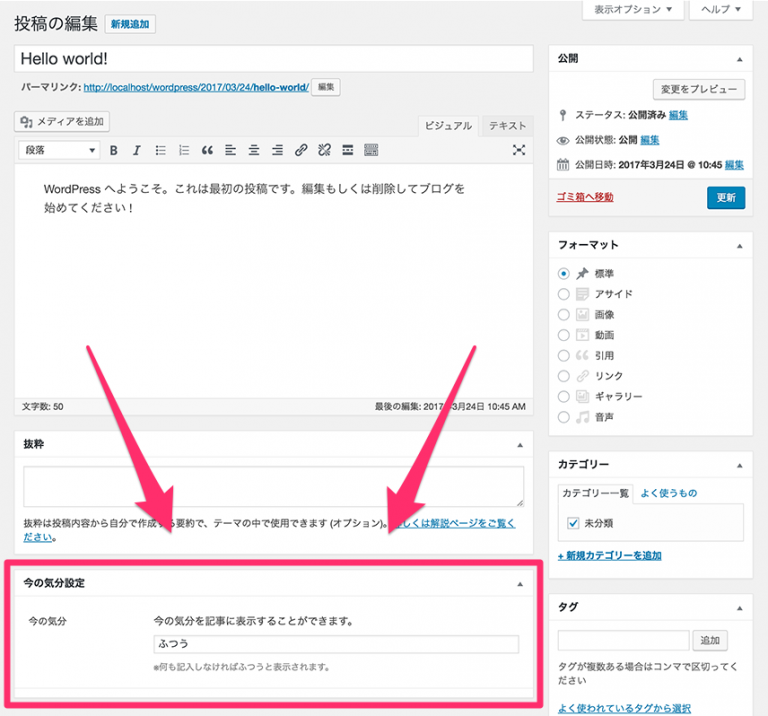 表示オプション ▼ ヘルプ ▼
投稿の編集 新規追加
Hello world!
パーマリンク: http://localhost/wordpress/2017/03/24/hello-world/ 編集
メディアを追加
ビジュアル テキスト
段落
B I
WordPress へようこそ。これは最初の投稿です。編集もしくは削除してブログを
始めてください！
文字数: 50 最後の編集: 2017年3月24日 10:45 AM
抜粋
抜粋は投稿内容から自分で作成する要約で、テーマの中で使用できます (オプション)。詳しくは解説ページをご覧く
ださい。
今の気分設定
今の気分 今の気分を記事に表示することができます。
ふつう
※何も記入しなければふつうと表示されます。
公開
変更をプレビュー
ステータス: 公開済み 編集
公開状態: 公開 編集
公開日時: 2017年3月24日 @ 10:45 編集
ゴミ箱へ移動 更新
フォーマット
標準
アサイド
画像
動画
引用
リンク
ギャラリー
音声
カテゴリー
カテゴリー一覧 よく使うもの
未分類
+ 新規カテゴリーを追加
タグ
追加
タグが複数ある場合はコンマで区切ってく
ださい
よく使われているタグから選択